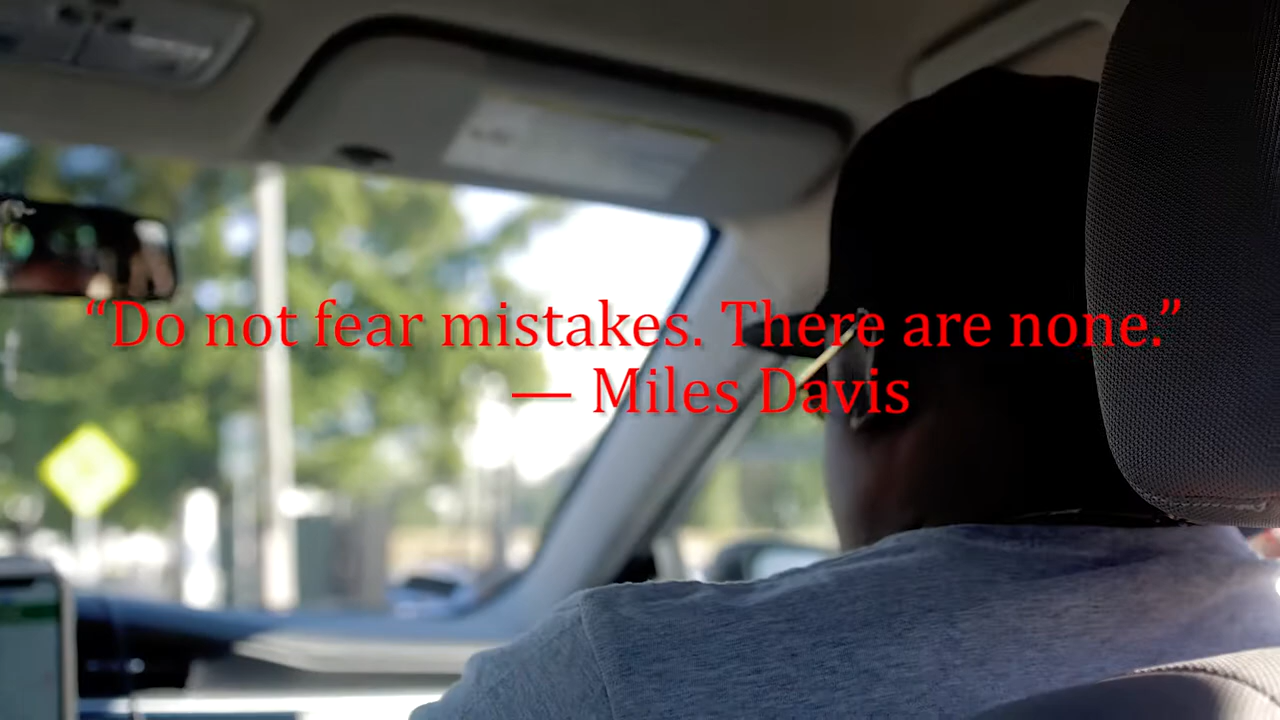 “Do not fear mistakes. There are none.”
— Miles Davis